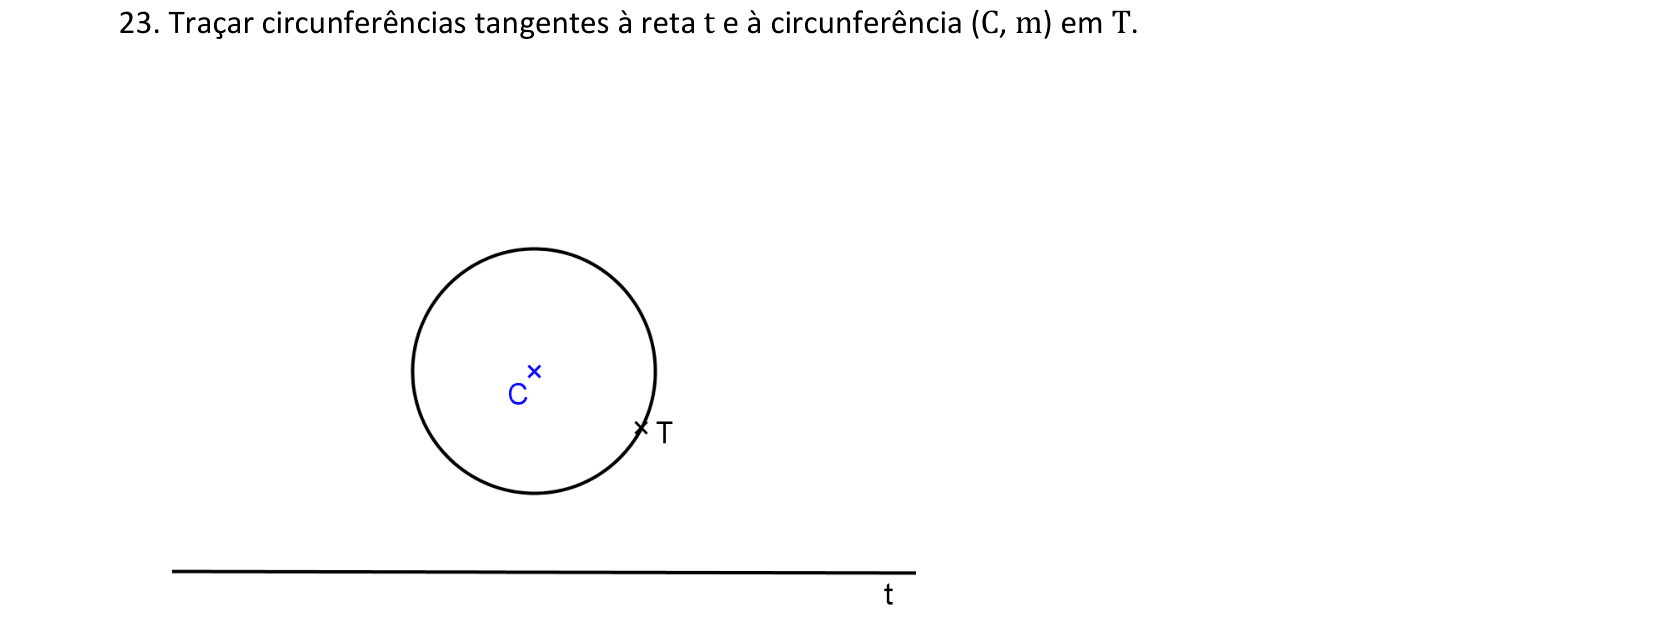 23. Traçar circunferências tangentes à reta t e à circunferência (C, m) em T.
C
T
t